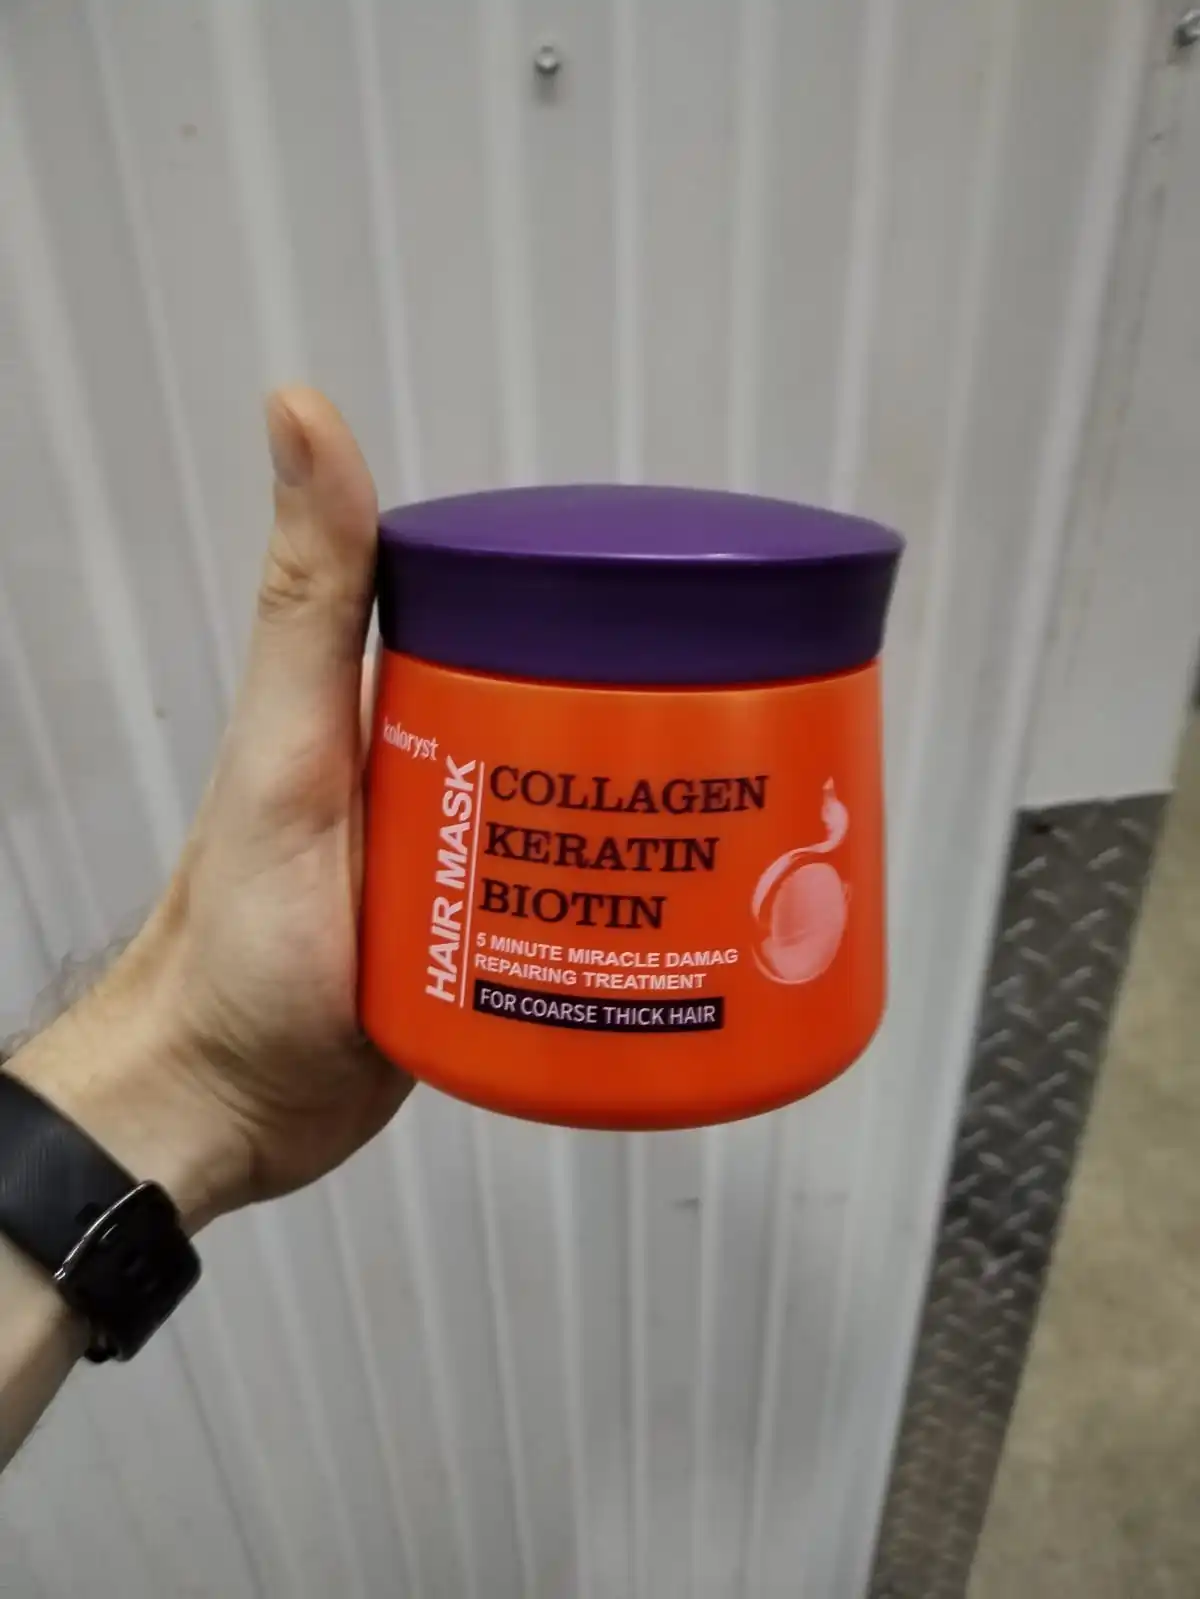 koloryst
HAIR MASK
COLLAGEN
KERATIN
BIOTIN
5 MINUTE MIRACLE DAMAG
REPAIRING TREATMENT
FOR COARSE THICK HAIR